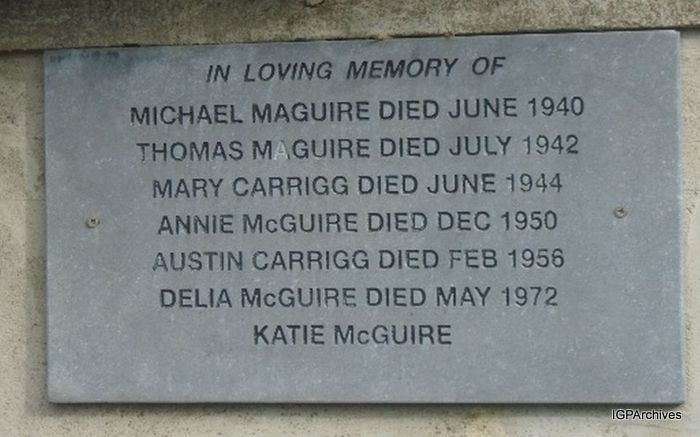 IN LOVING MEMORY OF
MICHAEL MAGUIRE DIED JUNE 1940
THOMAS MAGUIRE DIED JULY 1942
MARY CARRIGG DIED JUNE 1944
ANNIE McGUIRE DIED DEC 1950
AUSTIN CARRIGG DIED FEB 1956
DELIA McGUIRE DIED MAY 1972
KATIE McGUIRE
IGPArchives